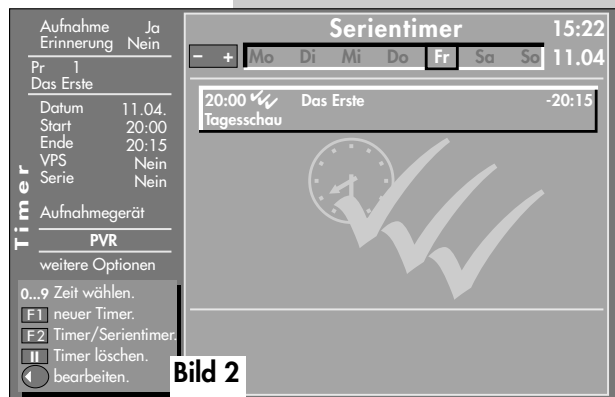 Aufnahme Ja
Erinnerung Nein
Pr 1
Das Erste
Datum 11.04.
Start 20:00
Ende 20:15
VPS Nein
Serie Nein
Aufnahmegerät
PVR
weitere Optionen
Timer
0...9 Zeit wählen.
F1 neuer Timer.
F2 Timer/Serientimer.
II Timer löschen.
bearbeiten.
Serientimer 15:22
- + Mo Di Mi Do Fr Sa So 11.04
20:00 Das Erste -20:15
Tagesschau
Bild 2